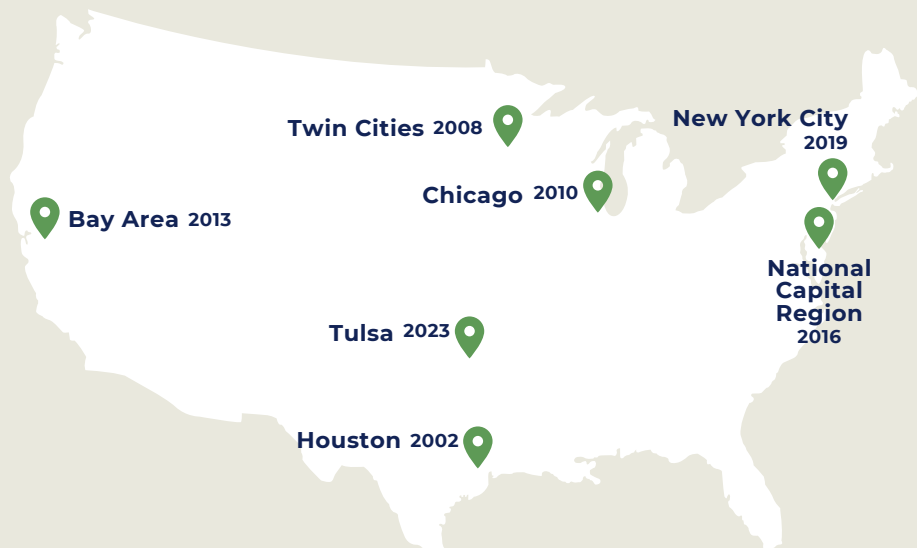 New York City
2019
Twin Cities 2008
Chicago 2010
Bay Area 2013
National
Capital
Region
2016
Tulsa 2023
Houston 2002